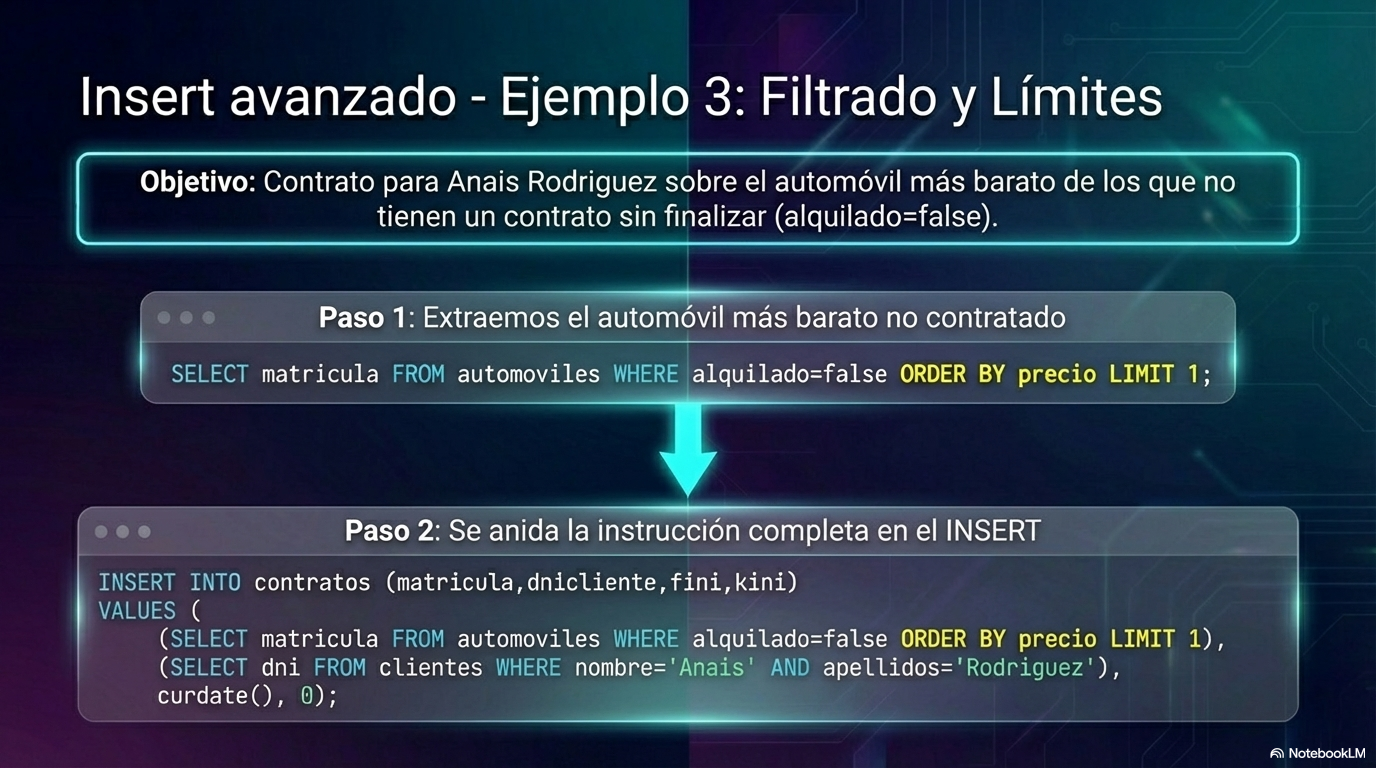 Insert avanzado - Ejemplo 3: Filtrado y Límites
Objetivo: Contrato para Anais Rodriguez sobre el automóvil más barato de los que no
tienen un contrato sin finalizar (alquilado=false).
Paso 1: Extraemos el automóvil más barato no contratado
SELECT matricula FROM automoviles WHERE alquilado=false ORDER BY precio LIMIT 1;
Paso 2: Se anida la instrucción completa en el INSERT
INSERT INTO contratos (matricula,dnicliente,fini,kini)
VALUES (
(SELECT matricula FROM automoviles WHERE alquilado=false ORDER BY precio LIMIT 1),
(SELECT dni FROM clientes WHERE nombre='Anais' AND apellidos='Rodriguez'),
curdate(), 0);
NotebookLM